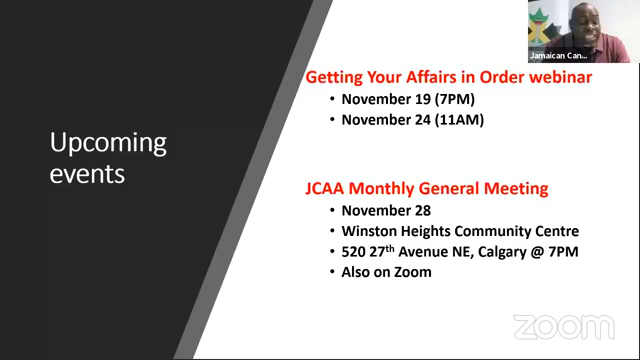 Jamaican Can...
Getting Your Affairs in Order webinar
• November 19 (7PM)
• November 24 (11AM)
Upcoming
events
JCAA Monthly General Meeting
• November 28
• Winston Heights Community Centre
• 520 27th Avenue NE, Calgary @ 7PM
• Also on Zoom
zoom